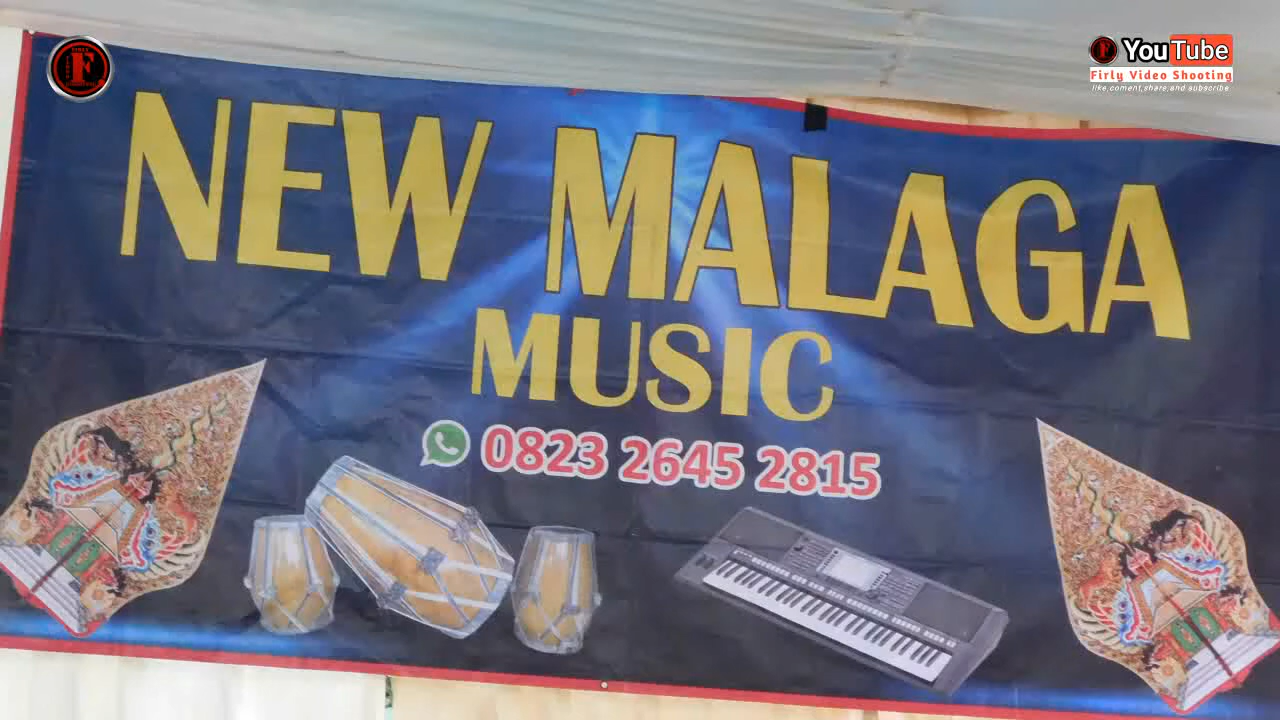 YouTube
Firly Video Shooting
like,coment,share,and subscribe
F
NEW MALAGA
MUSIC
0823 2645 2815